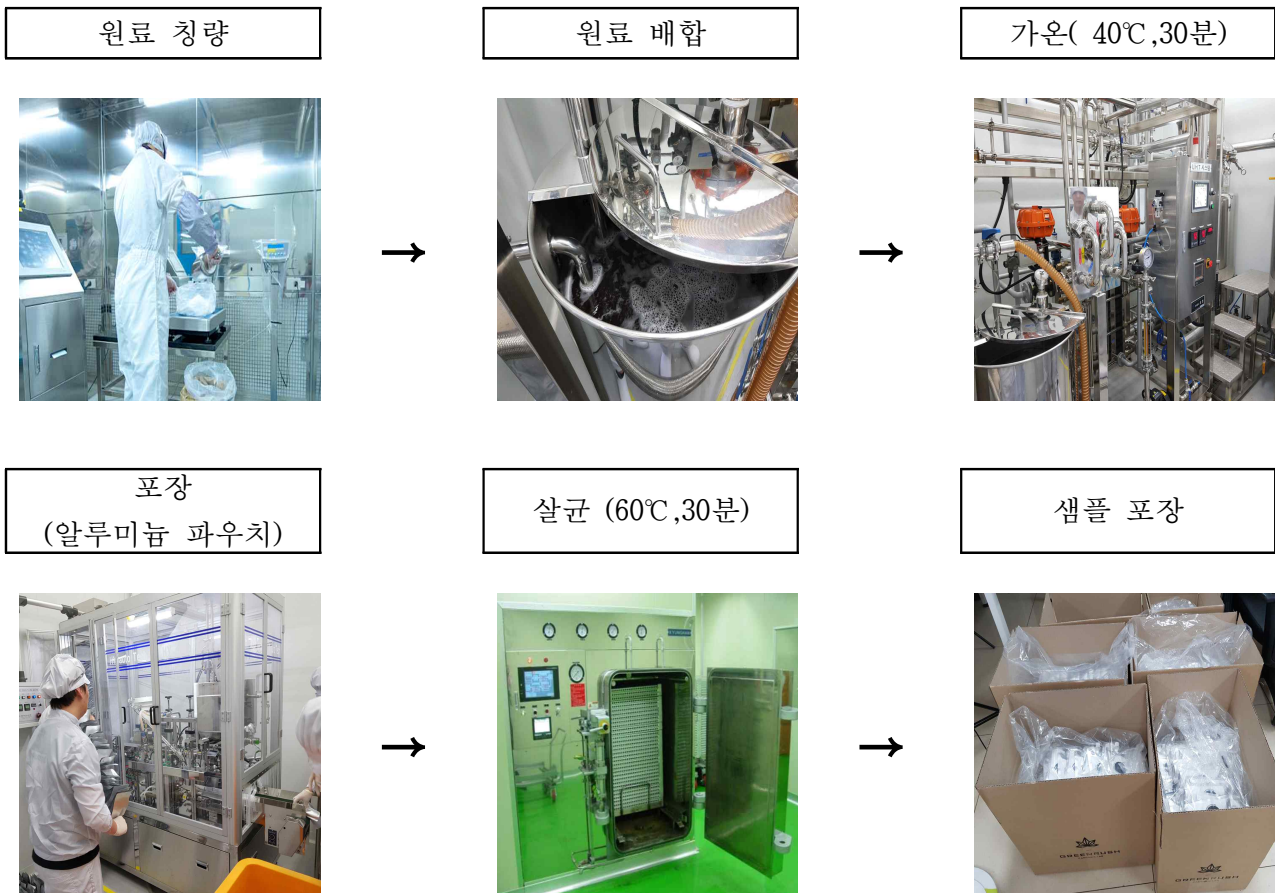 원료 칭량
원료 배합
가온( 40℃,30분)
→
→
포장
(알루미늄 파우치)
살균 (60℃,30분)
샘플 포장
→
→
GREENRUSH